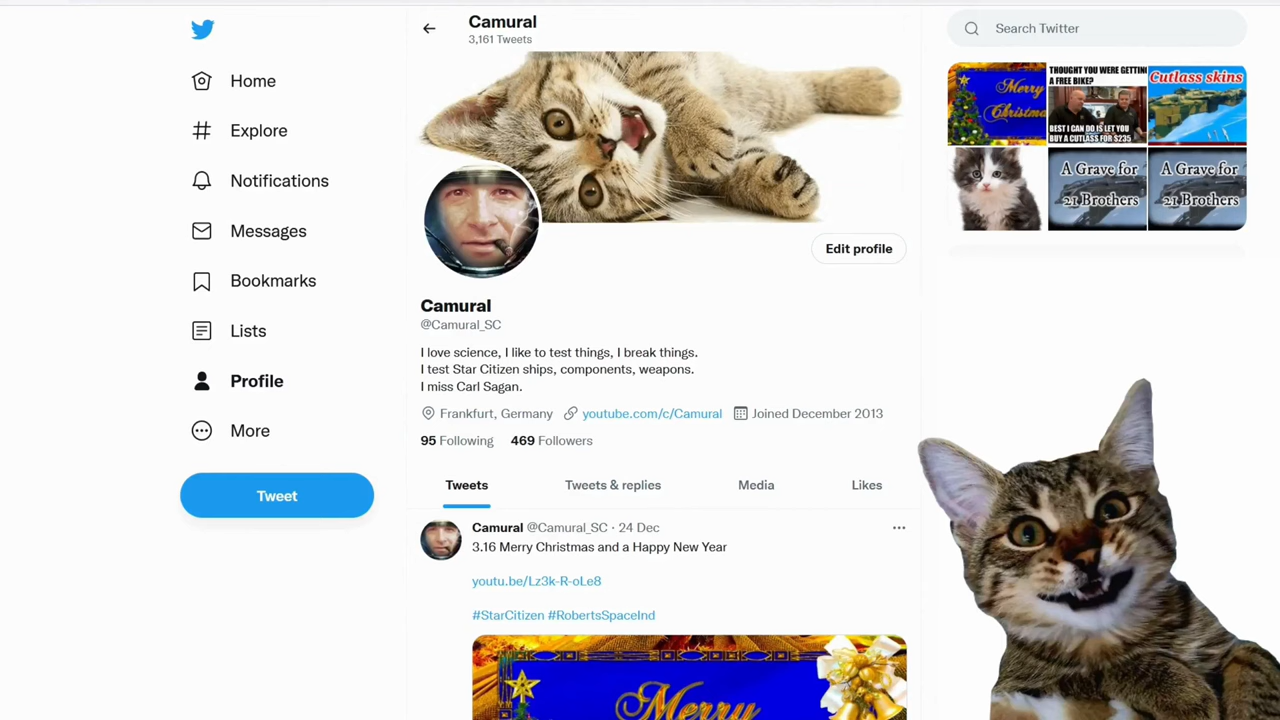 Camural
3,161 Tweets
Search Twitter
Home
Explore
Notifications
Messages
Bookmarks
Lists
Profile
More
Tweet
Edit profile
Camural
@Camural_SC
I love science, I like to test things, I break things.
I test Star Citizen ships, components, weapons.
I miss Carl Sagan.
Frankfurt, Germany youtube.com/c/Camural Joined December 2013
95 Following 469 Followers
Tweets Tweets & replies Media Likes
Camural @Camural_SC · 24 Dec
3.16 Merry Christmas and a Happy New Year
youtu.be/Lz3k-R-oLe8
#StarCitizen #RobertsSpaceInd
Merry
Merry
Christmas
THOUGHT YOU WERE GETTING
A FREE BIKE?
BEST I CAN DO IS LET YOU
BUY A CUTLASS FOR $235
Cutlass skins
A Grave for
21 Brothers
A Grave for
21 Brothers